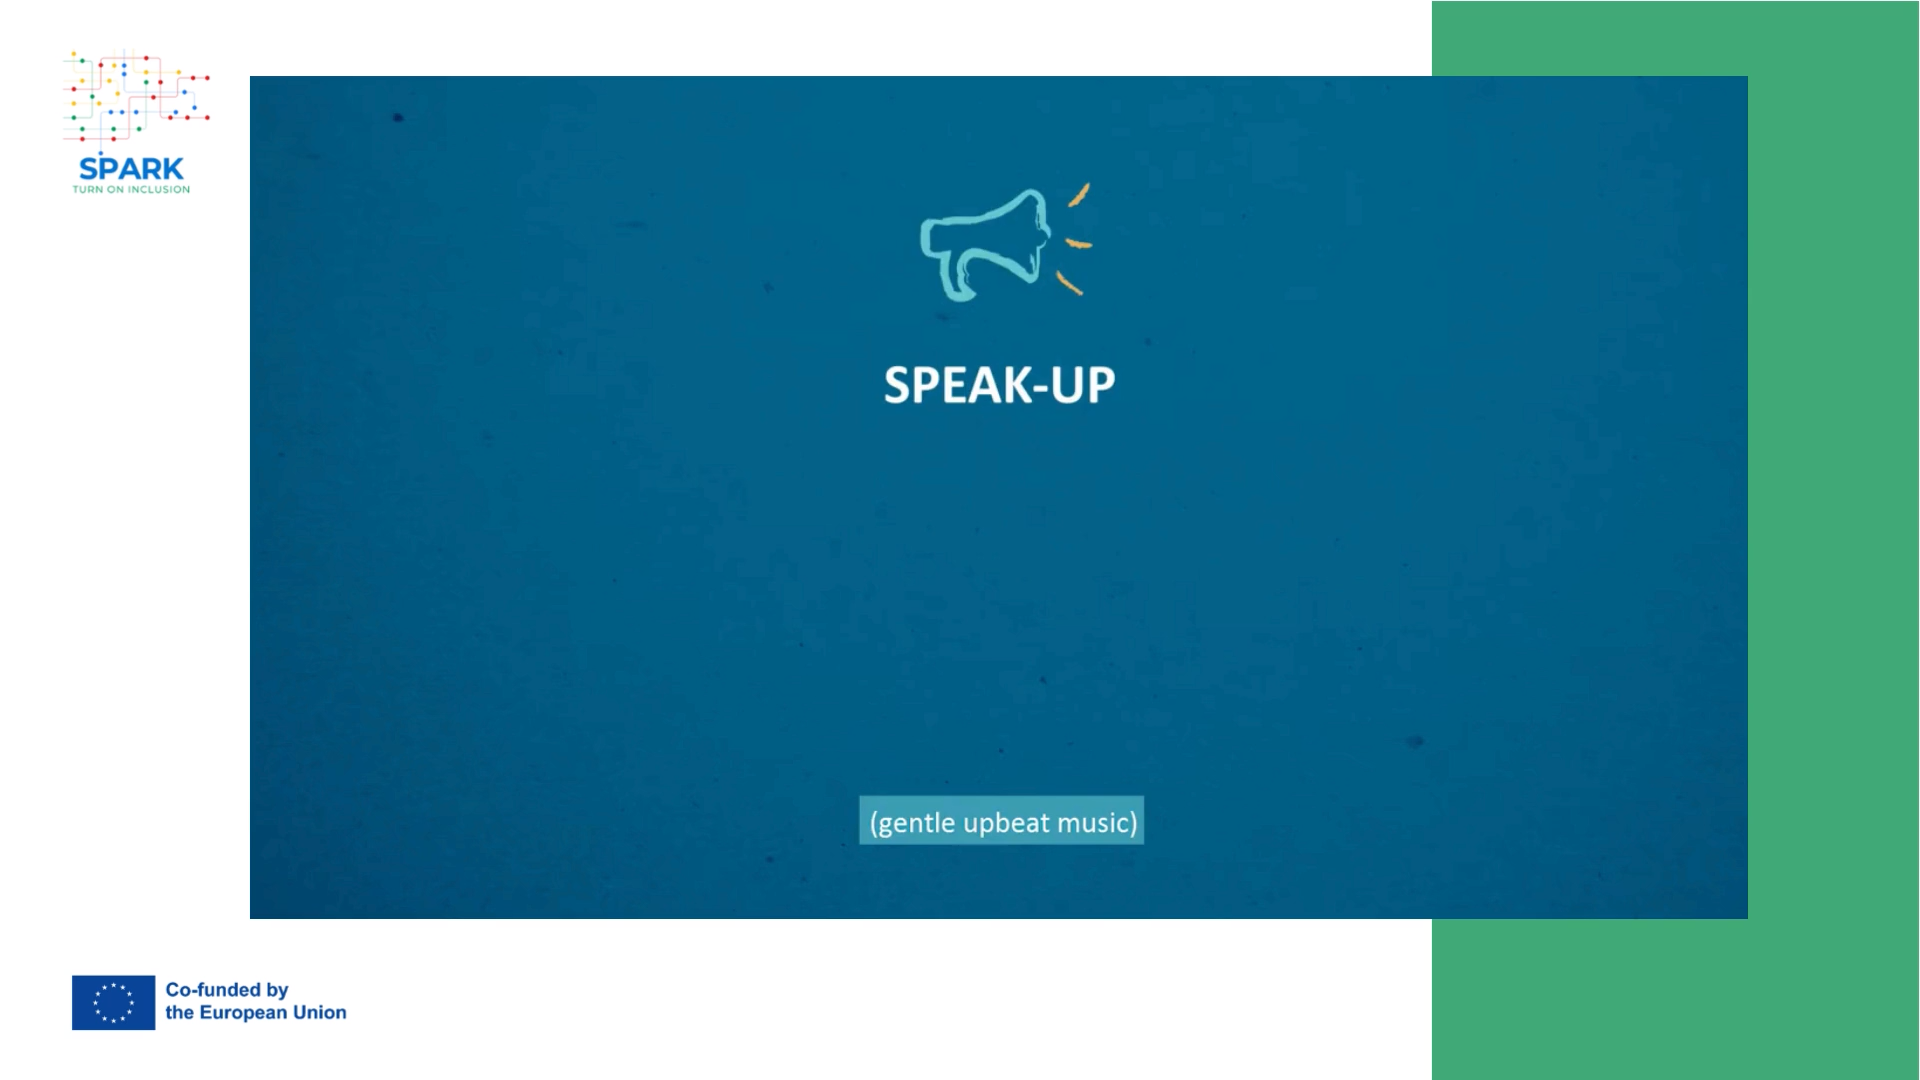 SPARK
TURN ON INCLUSION
SPEAK-UP
(gentle upbeat music)
Co-funded by
the European Union